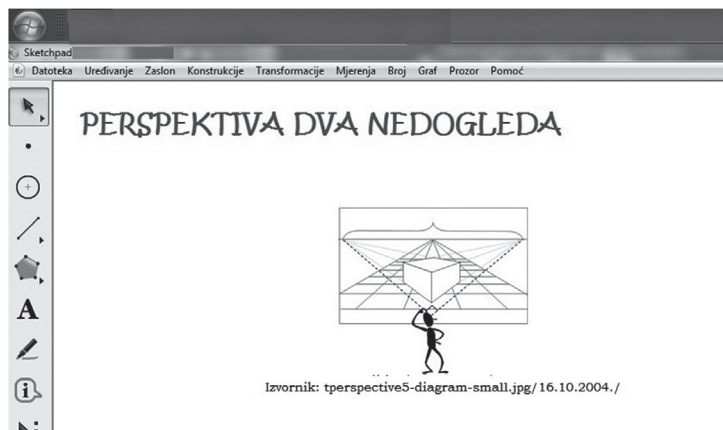 Sketchpad
Datoteka Uređivanje Zaslon Konstrukcije Transformacije Mjerenja Broj Graf Prozor Pomoć
PERSPEKTIVA DVA NEDOGLEDA
A
i
Izvornik: tperspective5-diagram-small.jpg/16.10.2004./